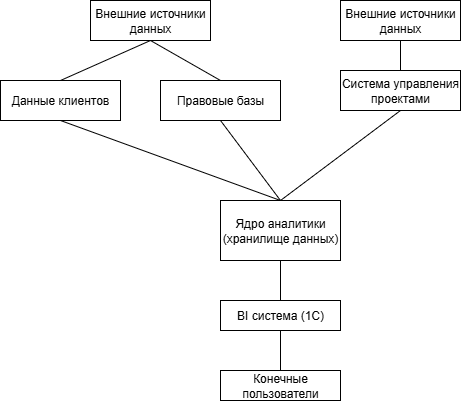 Внешние источники
данных
Внешние источники
данных
Данные клиентов
Правовые базы
Система управления
проектами
Ядро аналитики
(хранилище данных)
BI система (1С)
Конечные
пользователи